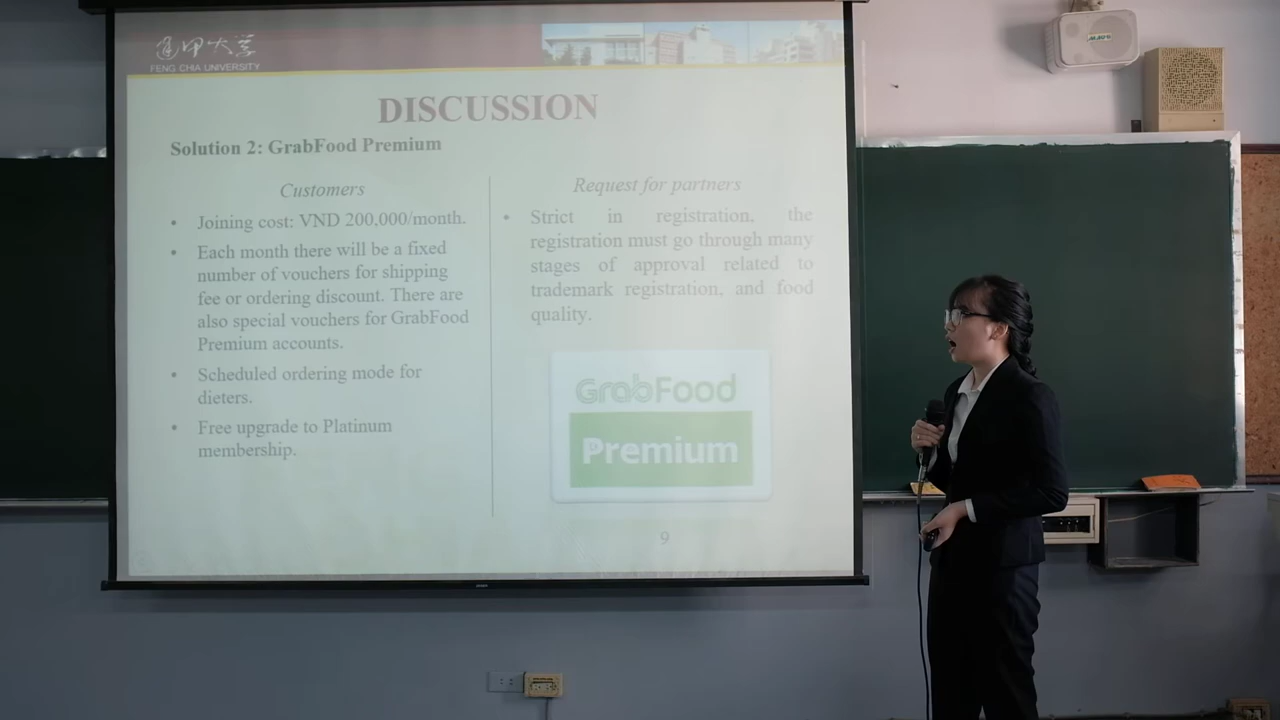 逢甲大學
FENG CHIA UNIVERSITY
DISCUSSION
Solution 2: GrabFood Premium
Customers
• Joining cost: VND 200,000/month.
• Each month there will be a fixed
number of vouchers for shipping
fee or ordering discount. There are
also special vouchers for GrabFood
Premium accounts.
• Scheduled ordering mode for
dieters.
• Free upgrade to Platinum
membership.
Request for partners
• Strict in registration, the
registration must go through many
stages of approval related to
trademark registration, and food
quality.
GrabFood
Premium
9